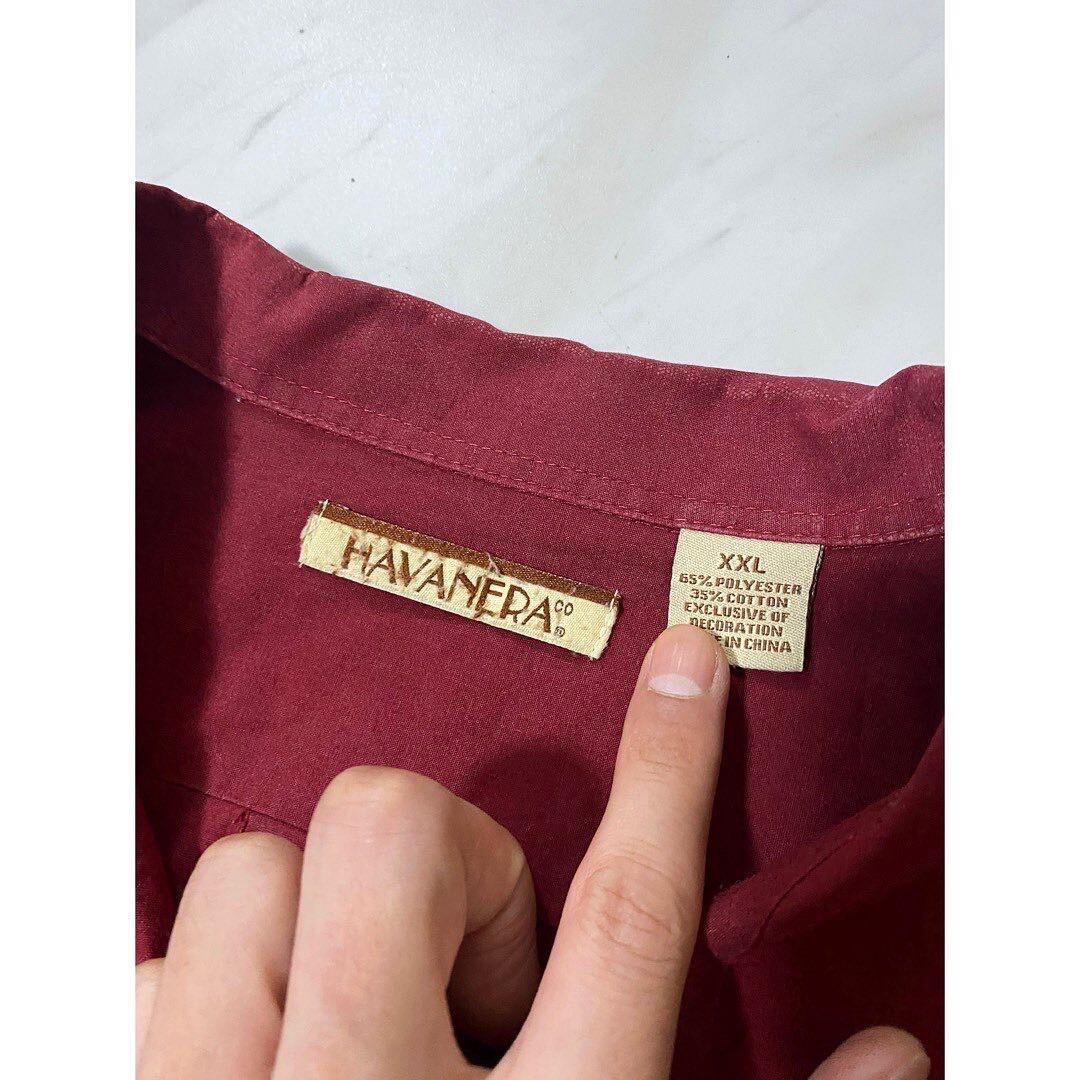 HAVANERA CO ®
XXL
65% POLYESTER
35% COTTON
EXCLUSIVE OF
DECORATION
IN CHINA